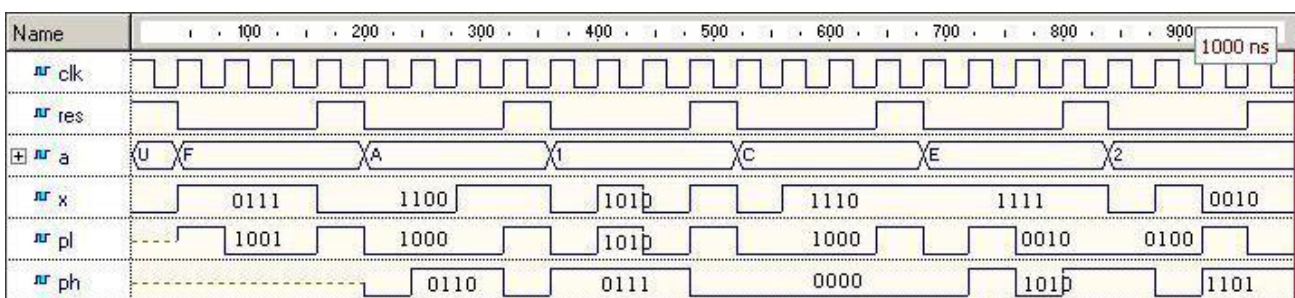 Name 100 200 300 400 500 600 700 800 900 1000 ns
clk
res
a U F A 1 C E 2
x 0111 1100 1010 1110 1111 0010
pl 1001 1000 1010 1000 0010 0100
ph 0110 0111 0000 1010 1101